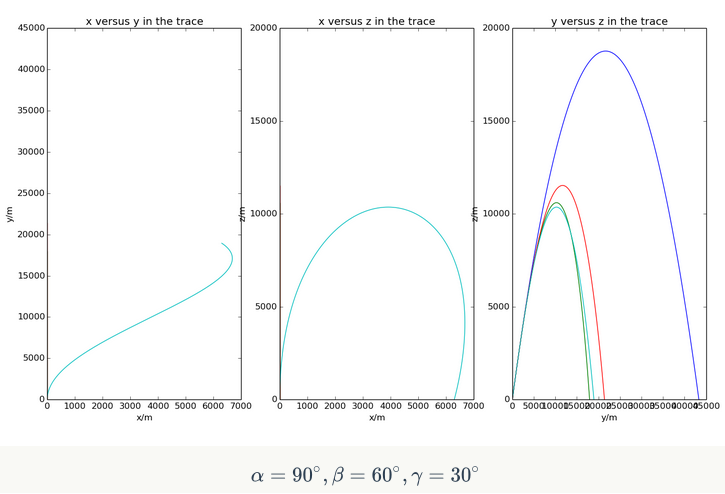 x versus y in the trace
45000
40000
35000
30000
25000
20000
15000
10000
5000
0
y/m
0 1000 2000 3000 4000 5000 6000 7000
x/m
x versus z in the trace
20000
15000
10000
5000
0
z/m
0 1000 2000 3000 4000 5000 6000 7000
x/m
y versus z in the trace
20000
15000
10000
5000
0
z/m
0 5000 10000 15000 20000 25000 30000 35000 40000 45000
y/m
α = 90°, β = 60°, γ = 30°